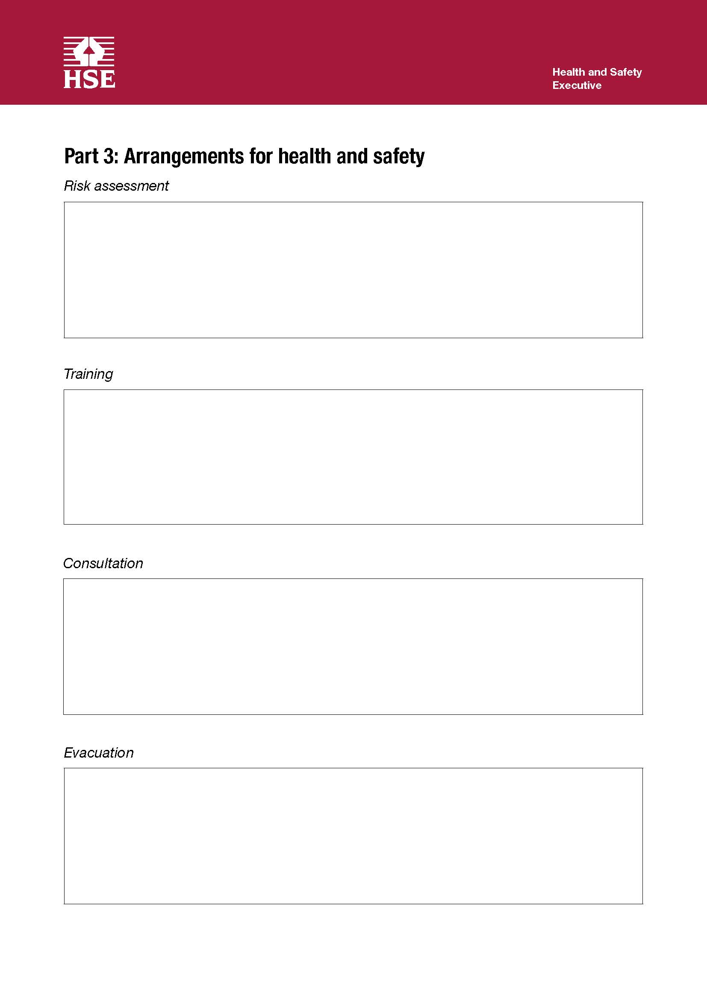 HSE
Health and Safety
Executive
Part 3: Arrangements for health and safety
Risk assessment
Training
Consultation
Evacuation